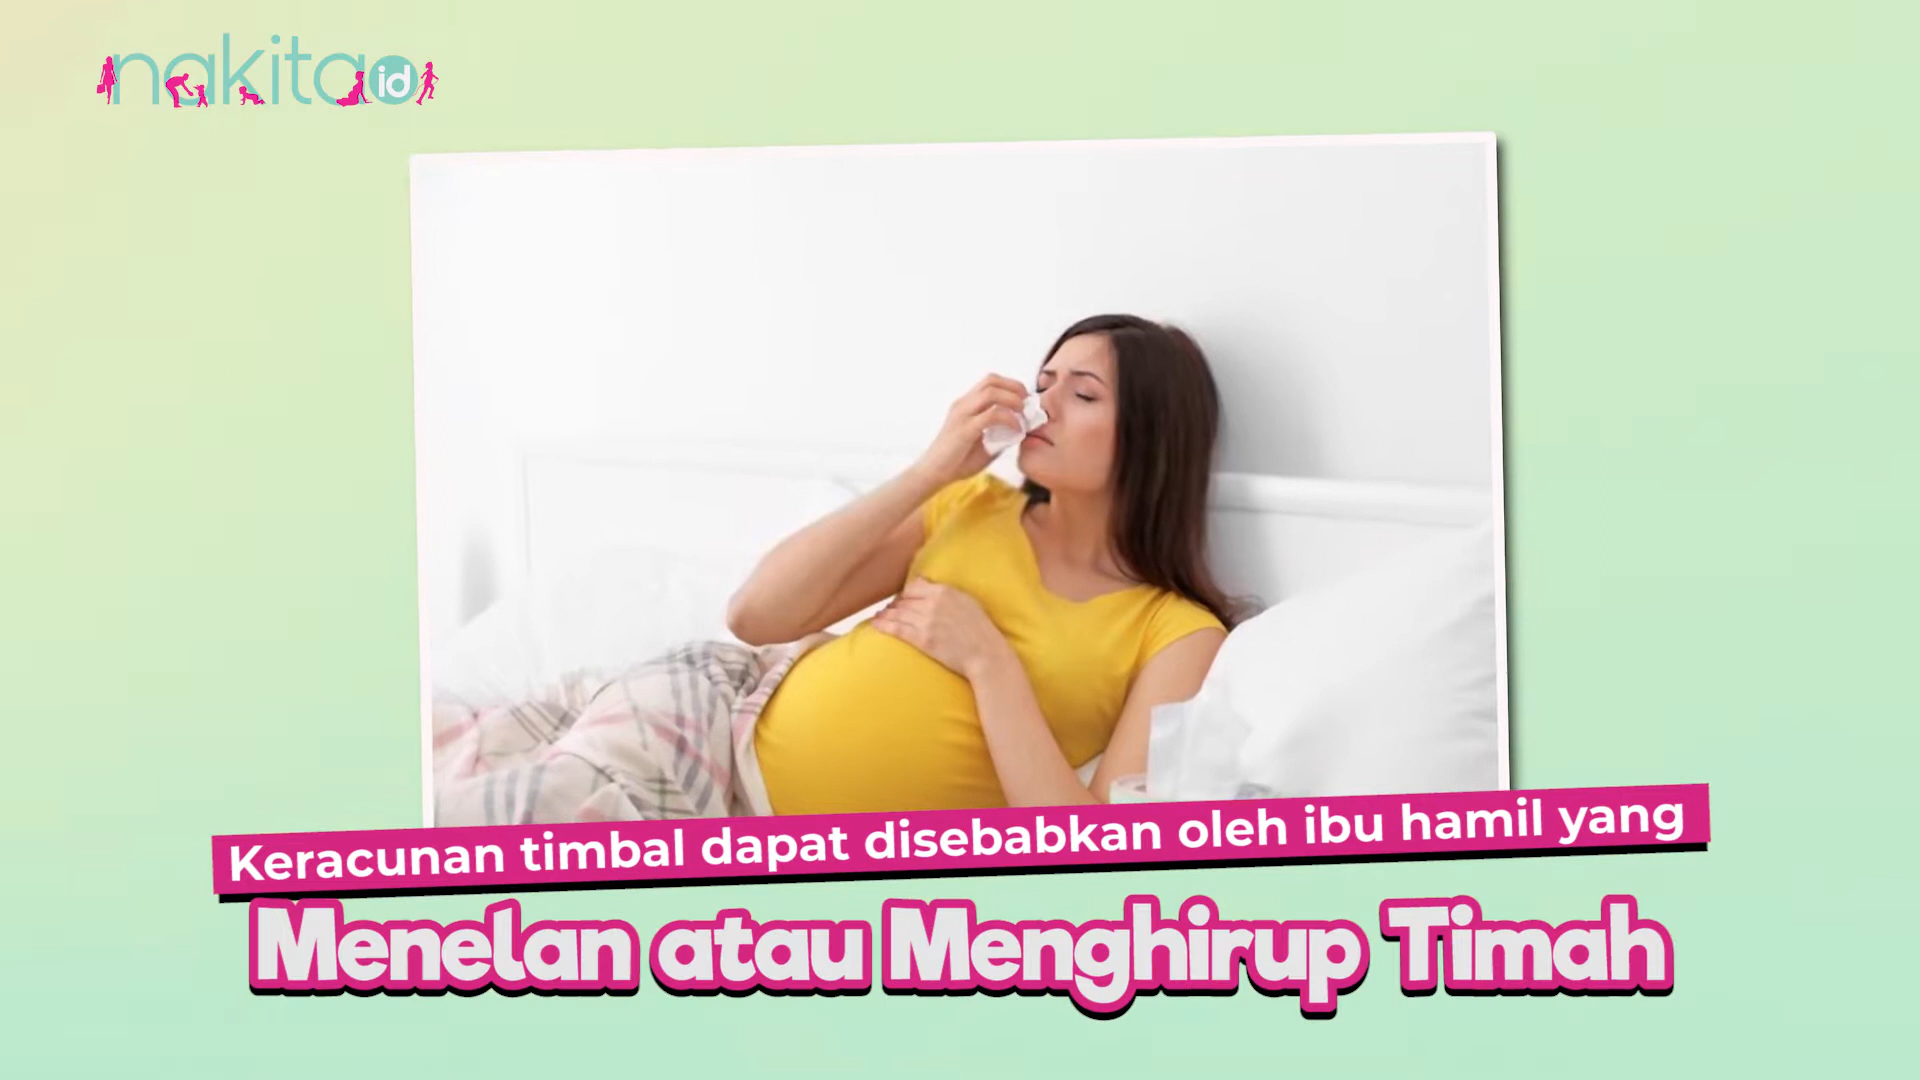 nakita id
Keracunan timbal dapat disebabkan oleh ibu hamil yang
Menelan atau Menghirup Timah